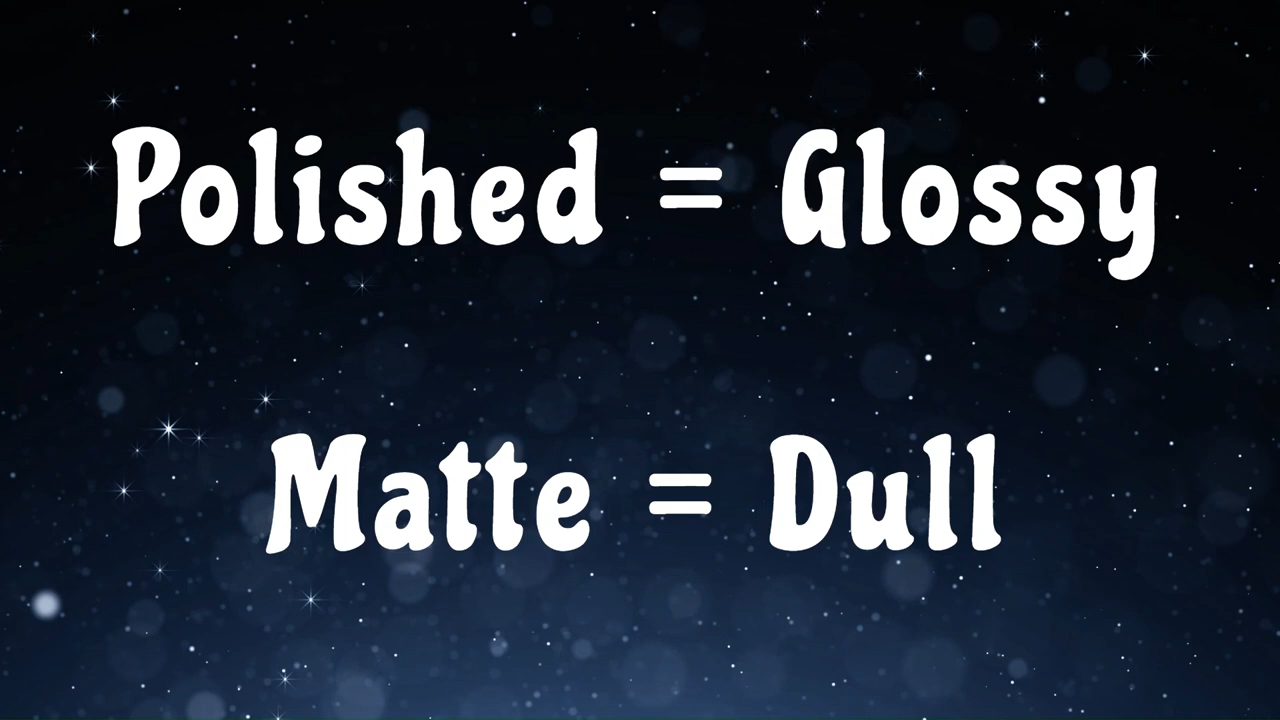 Polished = Glossy
Matte = Dull